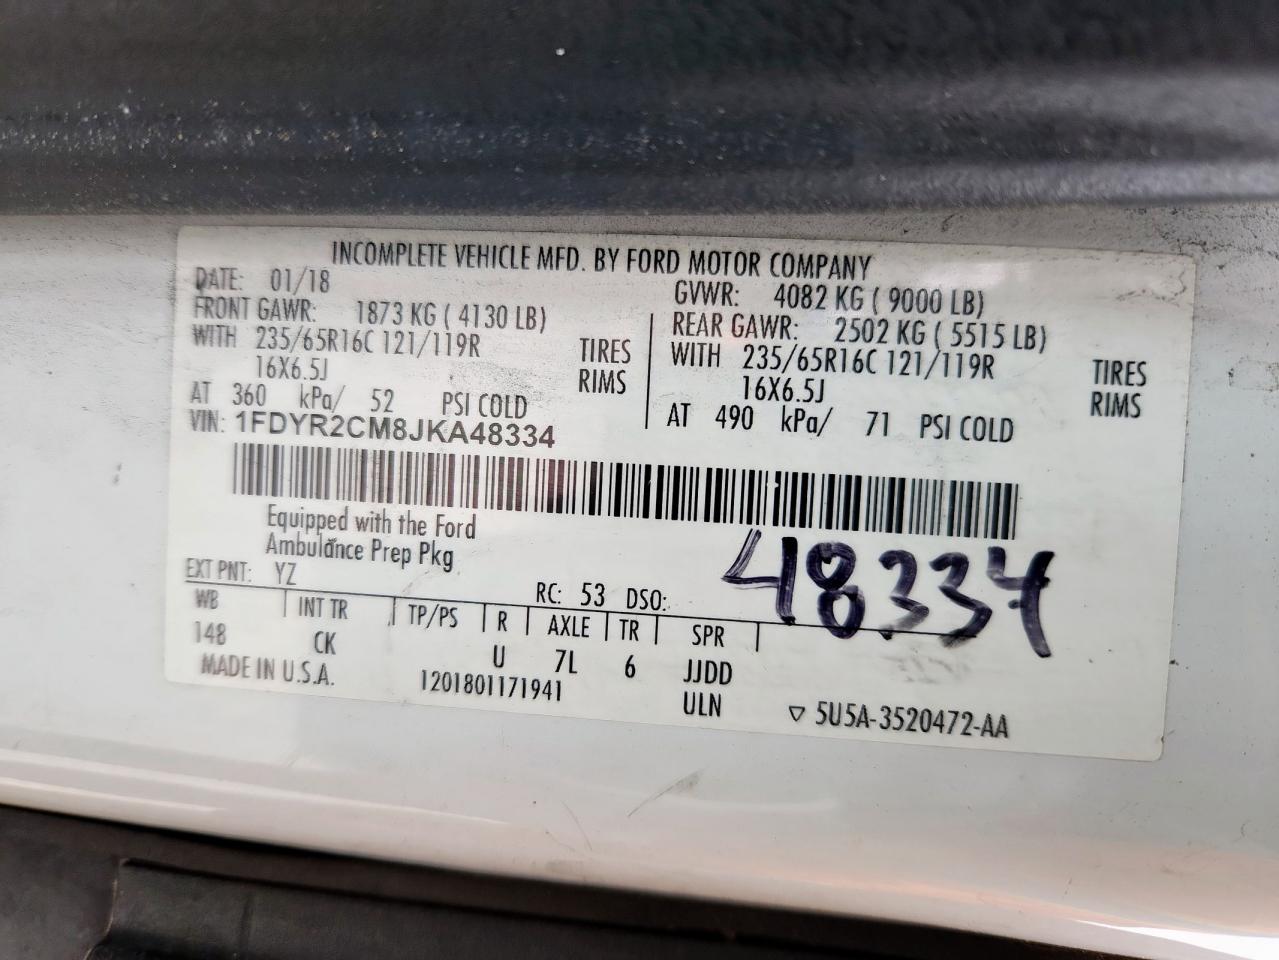 INCOMPLETE VEHICLE MFD. BY FORD MOTOR COMPANY
DATE: 01/18
GVWR: 4082 KG ( 9000 LB)
FRONT GAWR: 1873 KG ( 4130 LB)
REAR GAWR: 2502 KG ( 5515 LB)
WITH 235/65R16C 121/119R TIRES
WITH 235/65R16C 121/119R TIRES
16X6.5J RIMS
16X6.5J RIMS
AT 360 kPa/ 52 PSI COLD
AT 490 kPa/ 71 PSI COLD
VIN: 1FDYR2CM8JKA48334
Equipped with the Ford
Ambulance Prep Pkg
48334
EXT PNT: YZ RC: 53 DSO:
WB INT TR TP/PS R AXLE TR SPR
148 CK U 7L 6 JJDD
MADE IN U.S.A. 1201801171941 ULN ▽ 5U5A-3520472-AA